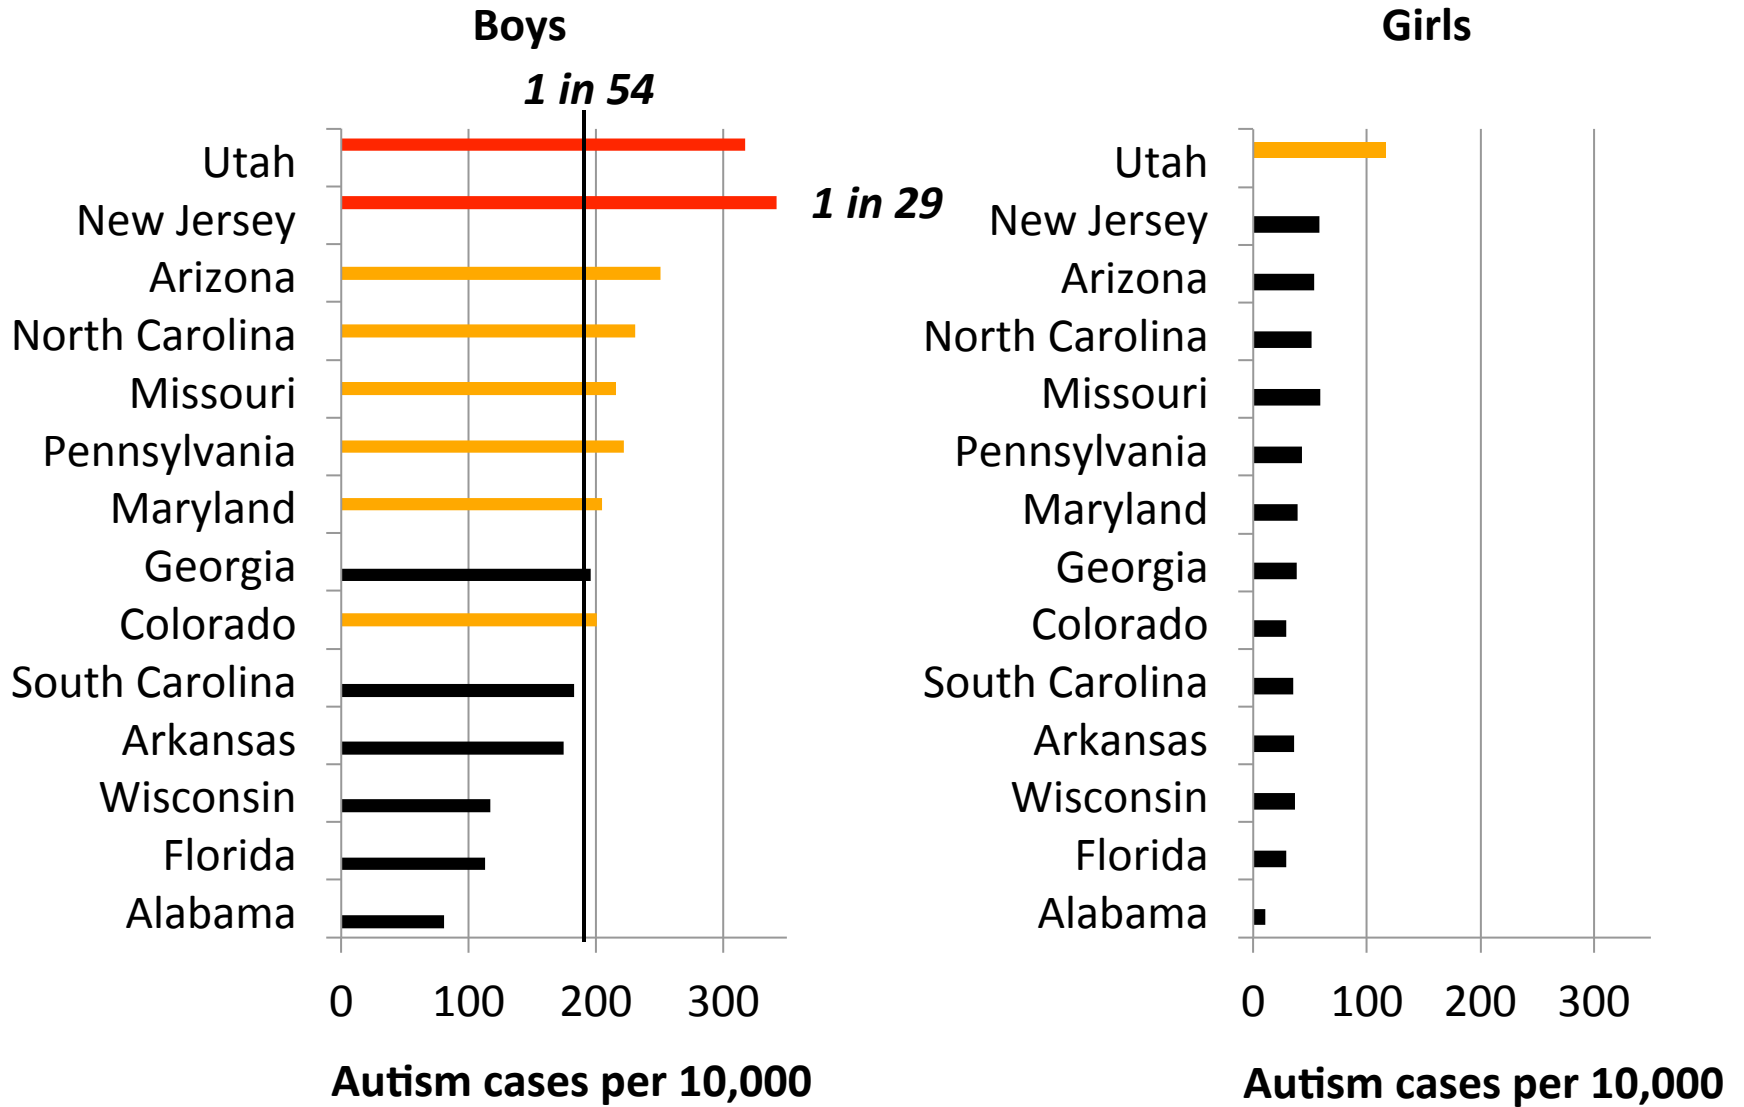 Boys
1 in 54
Utah
New Jersey
1 in 29
Arizona
North Carolina
Missouri
Pennsylvania
Maryland
Georgia
Colorado
South Carolina
Arkansas
Wisconsin
Florida
Alabama
0 100 200 300
Autism cases per 10,000
Girls
Utah
New Jersey
Arizona
North Carolina
Missouri
Pennsylvania
Maryland
Georgia
Colorado
South Carolina
Arkansas
Wisconsin
Florida
Alabama
0 100 200 300
Autism cases per 10,000